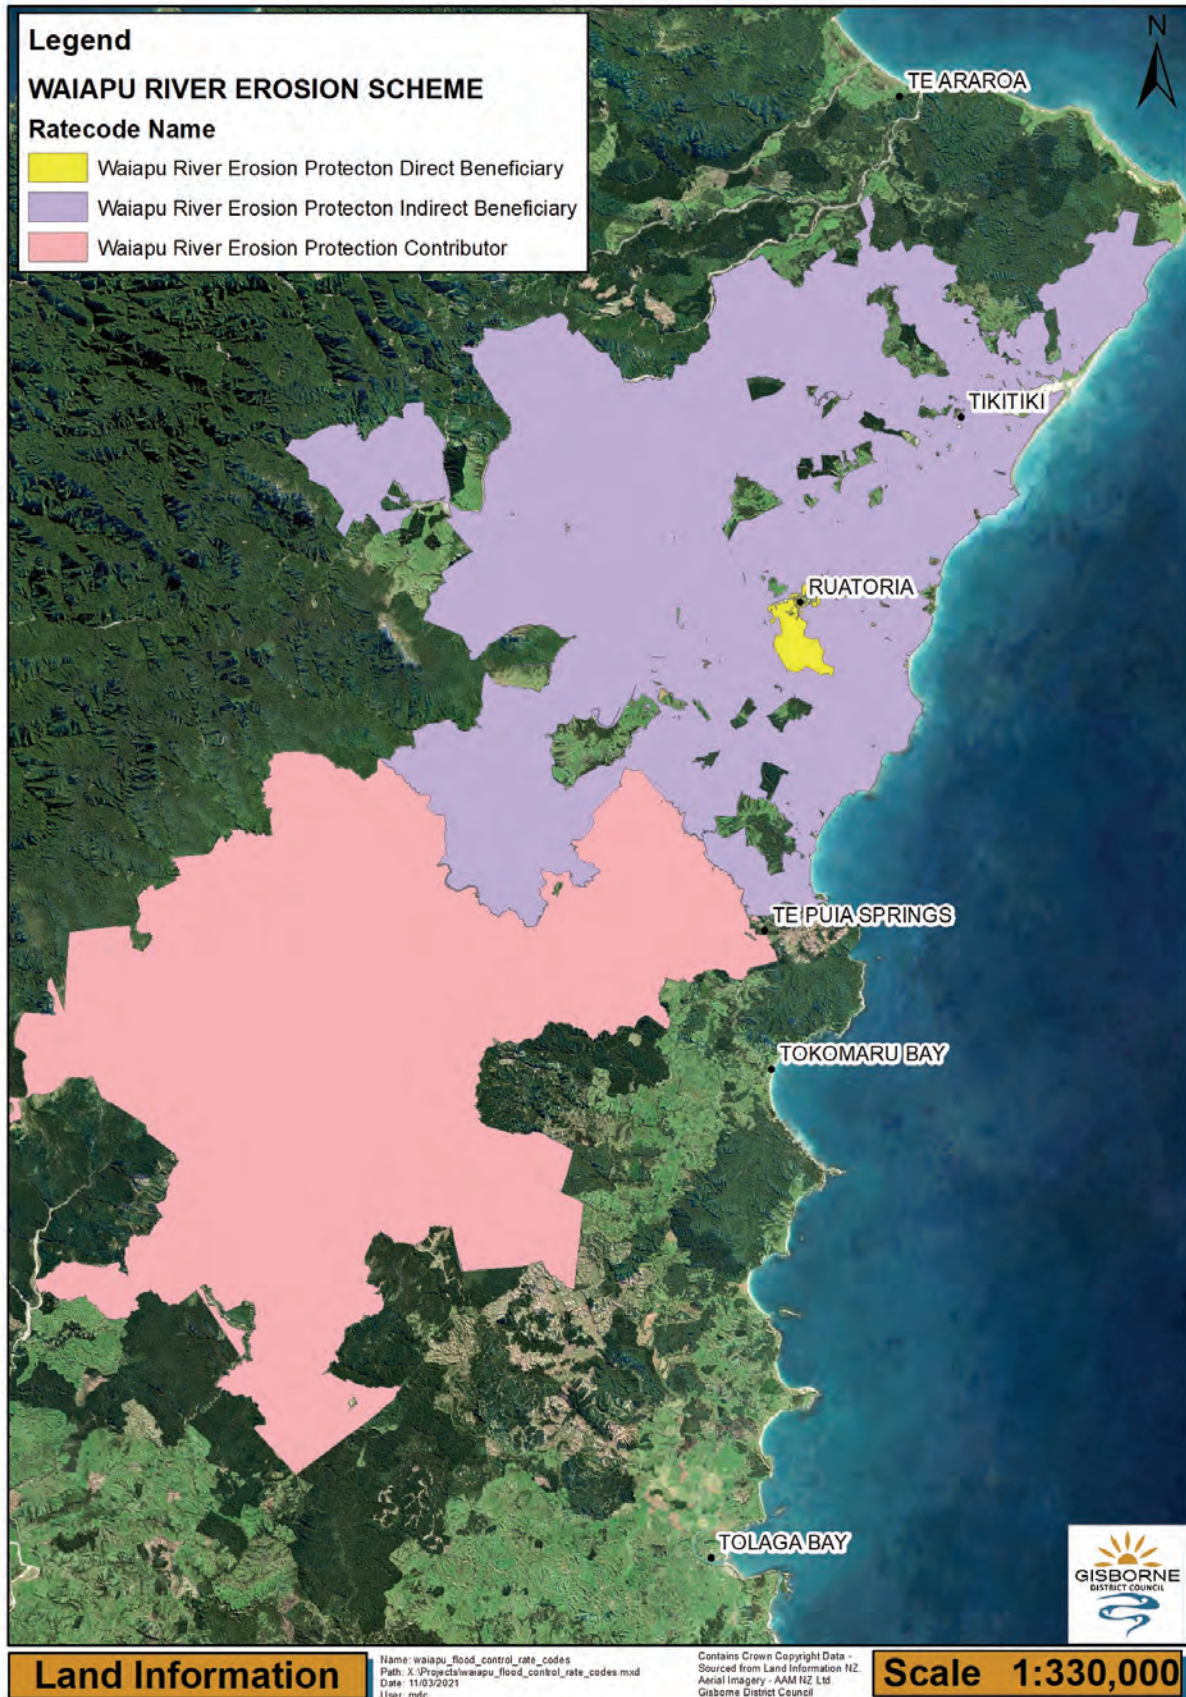 Legend
WAIAPU RIVER EROSION SCHEME
Ratecode Name
Waiapu River Erosion Protecton Direct Beneficiary
Waiapu River Erosion Protecton Indirect Beneficiary
Waiapu River Erosion Protection Contributor
N
TE ARAROA
TIKITIKI
RUATORIA
TE PUIA SPRINGS
TOKOMARU BAY
TOLAGA BAY
GISBORNE
DISTRICT COUNCIL
Land Information
Name: waiapu_flood_control_rate_codes
Path: X:\Projects\waiapu_flood_control_rate_codes.mxd
Date: 11/03/2021
User: mdc
Contains Crown Copyright Data -
Sourced from Land Information NZ.
Aerial Imagery - AAM NZ Ltd
Gisborne District Council
Scale 1:330,000